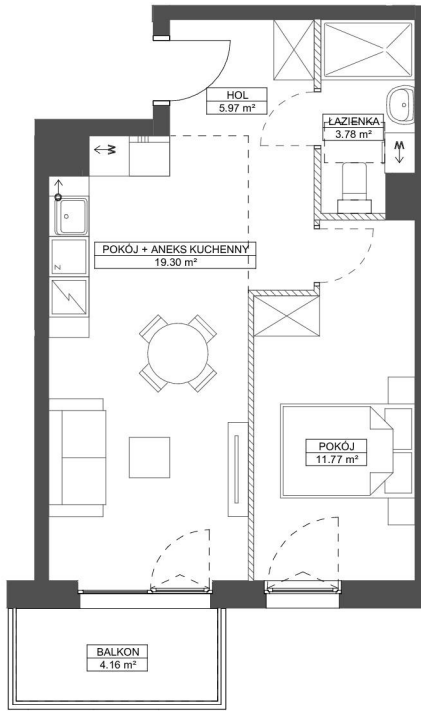 HOL
5.97 m²
ŁAZIENKA
3.78 m²
W
W
POKÓJ + ANEKS KUCHENNY
19.30 m²
Z
POKÓJ
11.77 m²
BALKON
4.16 m²